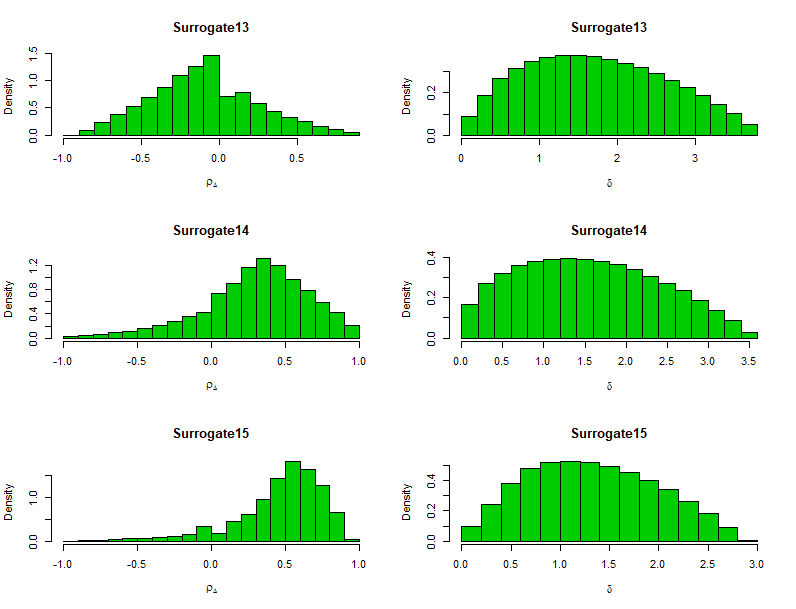 Surrogate13
Density
0.0 0.5 1.0 1.5
-1.0 -0.5 0.0 0.5
ρΔ
Surrogate13
Density
0.0 0.2
0 1 2 3
δ
Surrogate14
Density
0.0 0.4 0.8 1.2
-1.0 -0.5 0.0 0.5 1.0
ρΔ
Surrogate14
Density
0.0 0.2 0.4
0.0 0.5 1.0 1.5 2.0 2.5 3.0 3.5
δ
Surrogate15
Density
0.0 1.0
-1.0 -0.5 0.0 0.5 1.0
ρΔ
Surrogate15
Density
0.0 0.2 0.4
0.0 0.5 1.0 1.5 2.0 2.5 3.0
δ